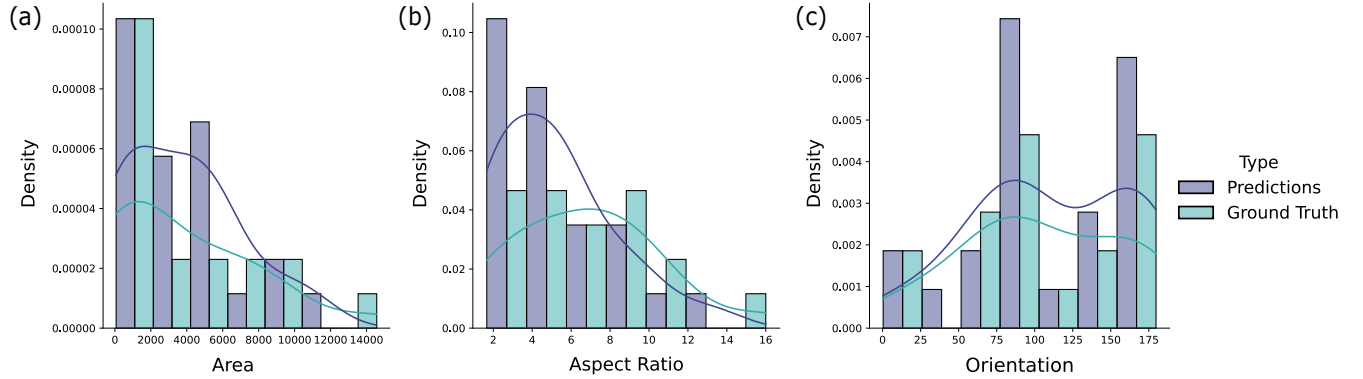 (a)
0.00010
0.00008
0.00006
0.00004
0.00002
0.00000
Density
0 2000 4000 6000 8000 10000 12000 14000
Area
(b)
0.10
0.08
0.06
0.04
0.02
0.00
Density
2 4 6 8 10 12 14 16
Aspect Ratio
(c)
0.007
0.006
0.005
0.004
0.003
0.002
0.001
0.000
Density
0 25 50 75 100 125 150 175
Orientation
Type
Predictions
Ground Truth